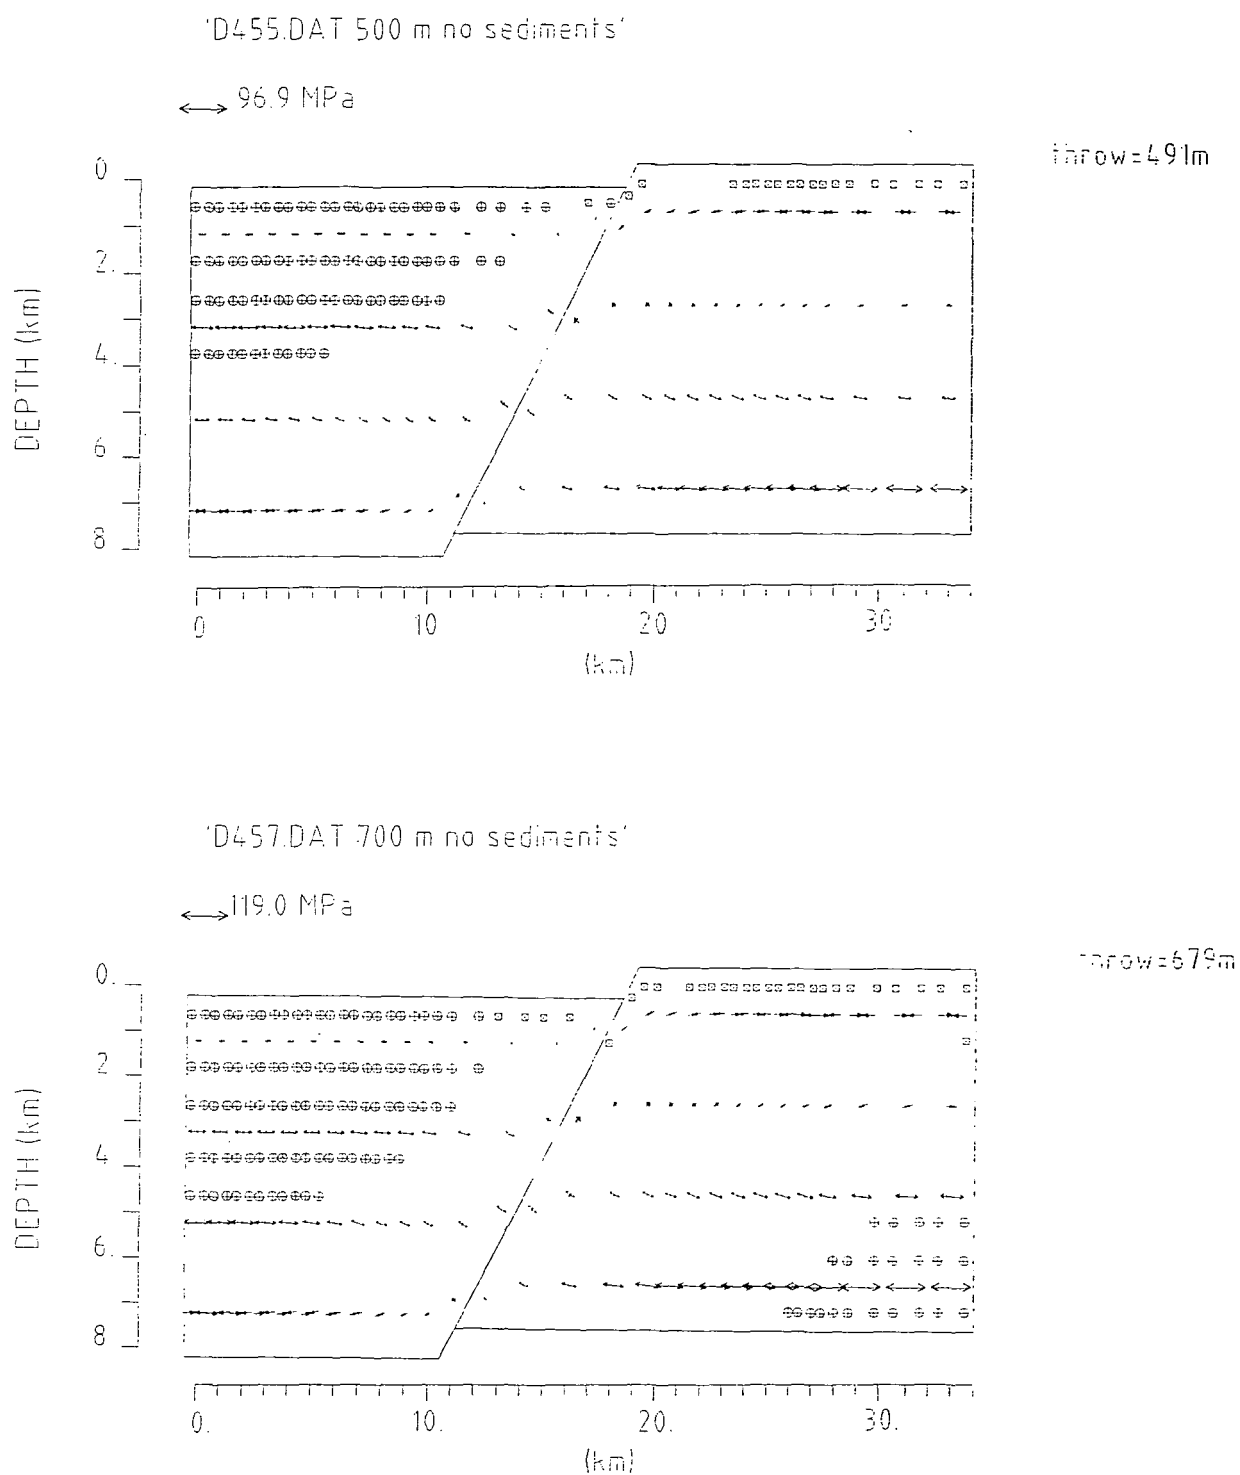 'D455.DAT 500 m no sediments'
96.9 MPa
throw=491m
0
2.
4.
6
8
DEPTH (km)
0
10
20
30
(km)
'D457.DAT 700 m no sediments'
119.0 MPa
throw=679m
0.
2
4
6.
8
DEPTH (km)
0.
10.
20.
30.
(km)